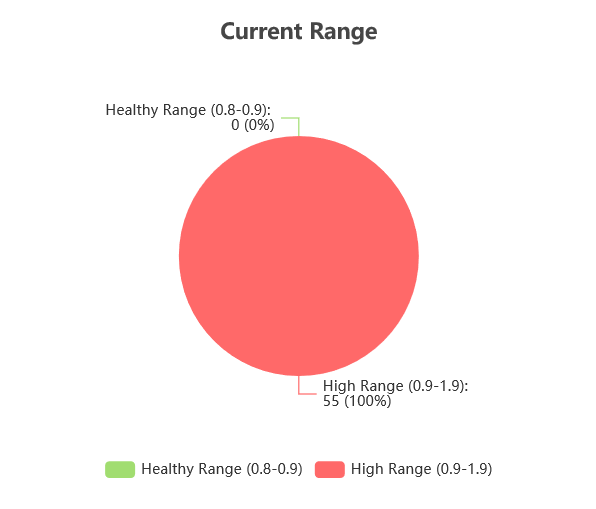 Current Range
Healthy Range (0.8-0.9):
0 (0%)
High Range (0.9-1.9):
55 (100%)
Healthy Range (0.8-0.9)
High Range (0.9-1.9)